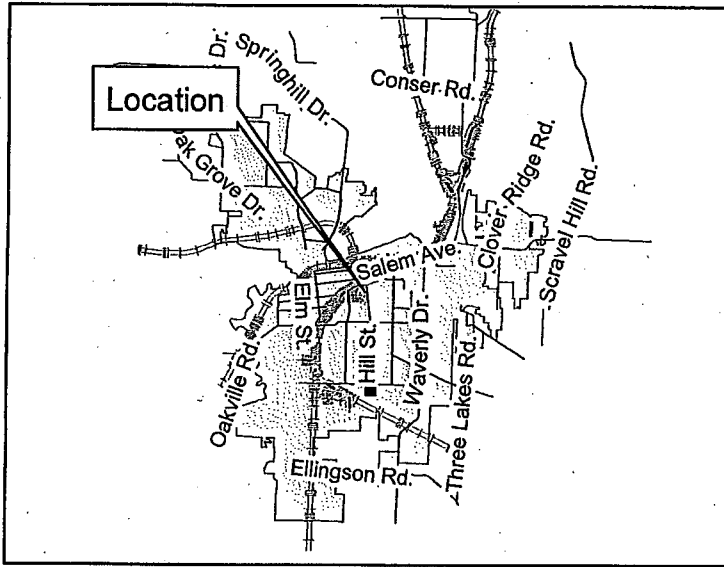 Dr.
Springhill Dr.
Conser Rd.
Location
Oak Grove Dr.
Clover Ridge Rd.
Scravel Hill Rd.
Salem Ave.
Elm St.
Hill St.
Waverly Dr.
Oakville Rd.
Three Lakes Rd.
Ellingson Rd.